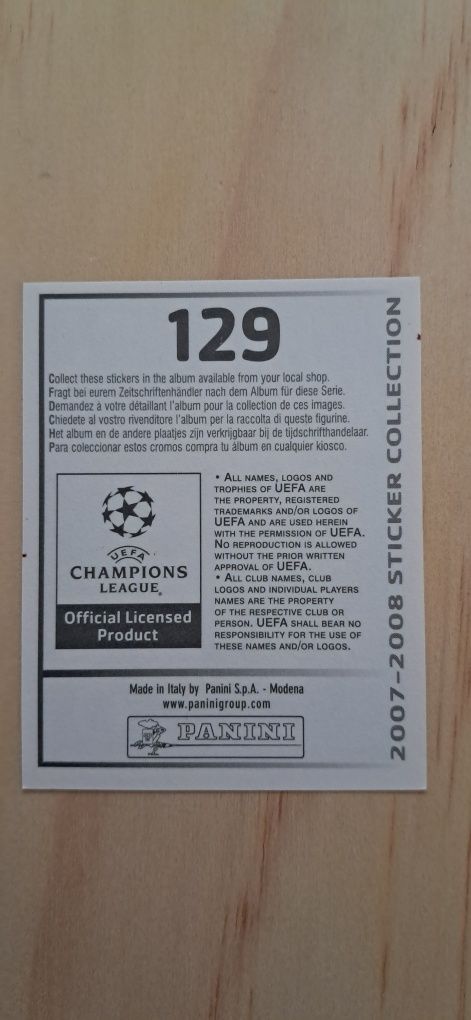 129
Collect these stickers in the album available from your local shop.
Fragt bei eurem Zeitschriftenhändler nach dem Album für diese Serie.
Demandez à votre détaillant l'album pour la collection de ces images.
Chiedete al vostro rivenditore l'album per la raccolta di queste figurine.
Het album en de andere plaatjes zijn verkrijgbaar bij de tijdschrifthandelaar.
Para coleccionar estos cromos compra tu álbum en cualquier kiosco.
UEFA
CHAMPIONS
LEAGUE®
Official Licensed
Product
• ALL NAMES, LOGOS AND
TROPHIES OF UEFA ARE
THE PROPERTY, REGISTERED
TRADEMARKS AND/OR LOGOS OF
UEFA AND ARE USED HEREIN
WITH THE PERMISSION OF UEFA.
NO REPRODUCTION IS ALLOWED
WITHOUT THE PRIOR WRITTEN
APPROVAL OF UEFA.
• ALL CLUB NAMES, CLUB
LOGOS AND INDIVIDUAL PLAYERS
NAMES ARE THE PROPERTY
OF THE RESPECTIVE CLUB OR
PERSON. UEFA SHALL BEAR NO
RESPONSIBILITY FOR THE USE OF
THESE NAMES AND/OR LOGOS.
Made in Italy by Panini S.p.A. - Modena
www.paninigroup.com
PANINI
2007-2008 STICKER COLLECTION